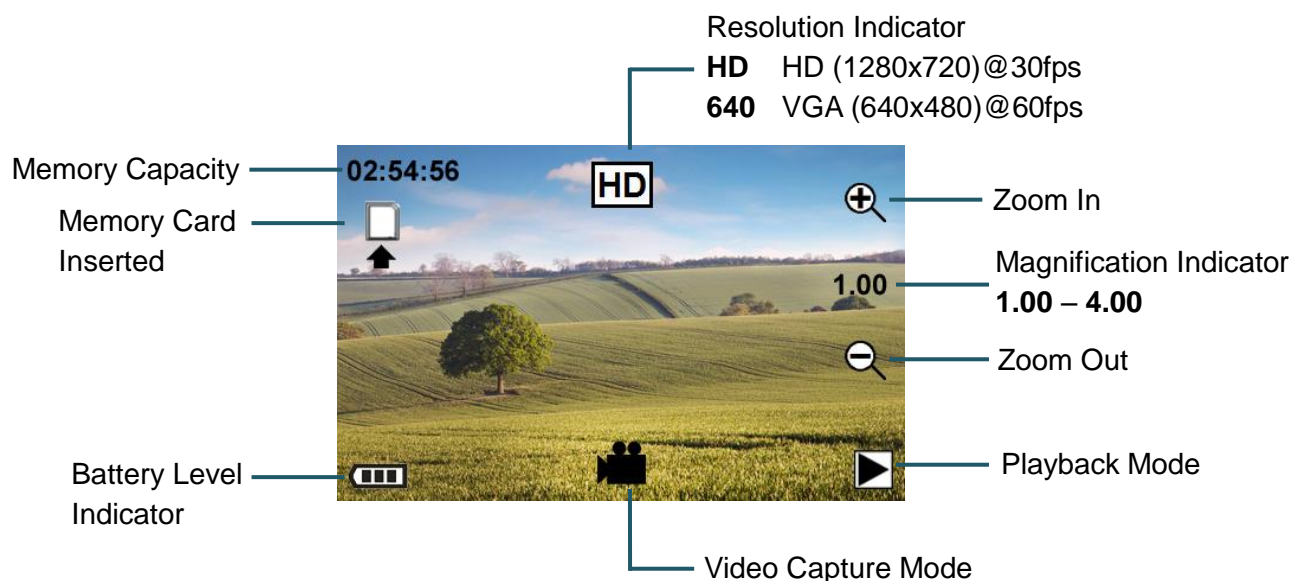 Resolution Indicator
HD HD (1280x720)@30fps
640 VGA (640x480)@60fps
Memory Capacity
02:54:56
HD
Zoom In
Memory Card
Inserted
Magnification Indicator
1.00 – 4.00
1.00
Zoom Out
Battery Level
Indicator
Playback Mode
Video Capture Mode